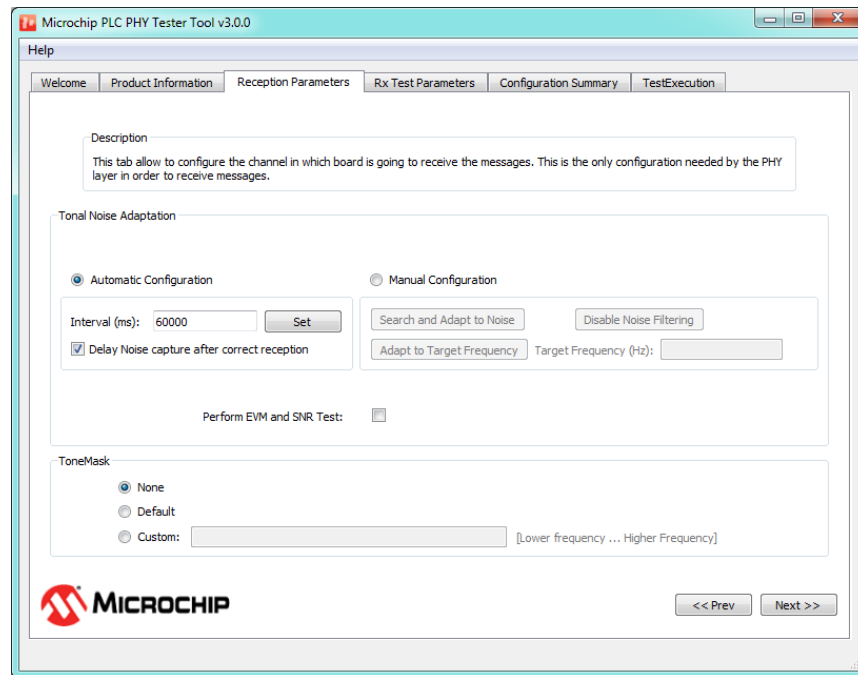 Microchip PLC PHY Tester Tool v3.0.0
Help
Welcome Product Information Reception Parameters Rx Test Parameters Configuration Summary TestExecution
Description
This tab allow to configure the channel in which board is going to receive the messages. This is the only configuration needed by the PHY
layer in order to receive messages.
Tonal Noise Adaptation
Automatic Configuration Manual Configuration
Interval (ms): 60000 Set Search and Adapt to Noise Disable Noise Filtering
Delay Noise capture after correct reception Adapt to Target Frequency Target Frequency (Hz):
Perform EVM and SNR Test:
ToneMask
None
Default
Custom: [Lower frequency ... Higher Frequency]
MICROCHIP << Prev Next >>